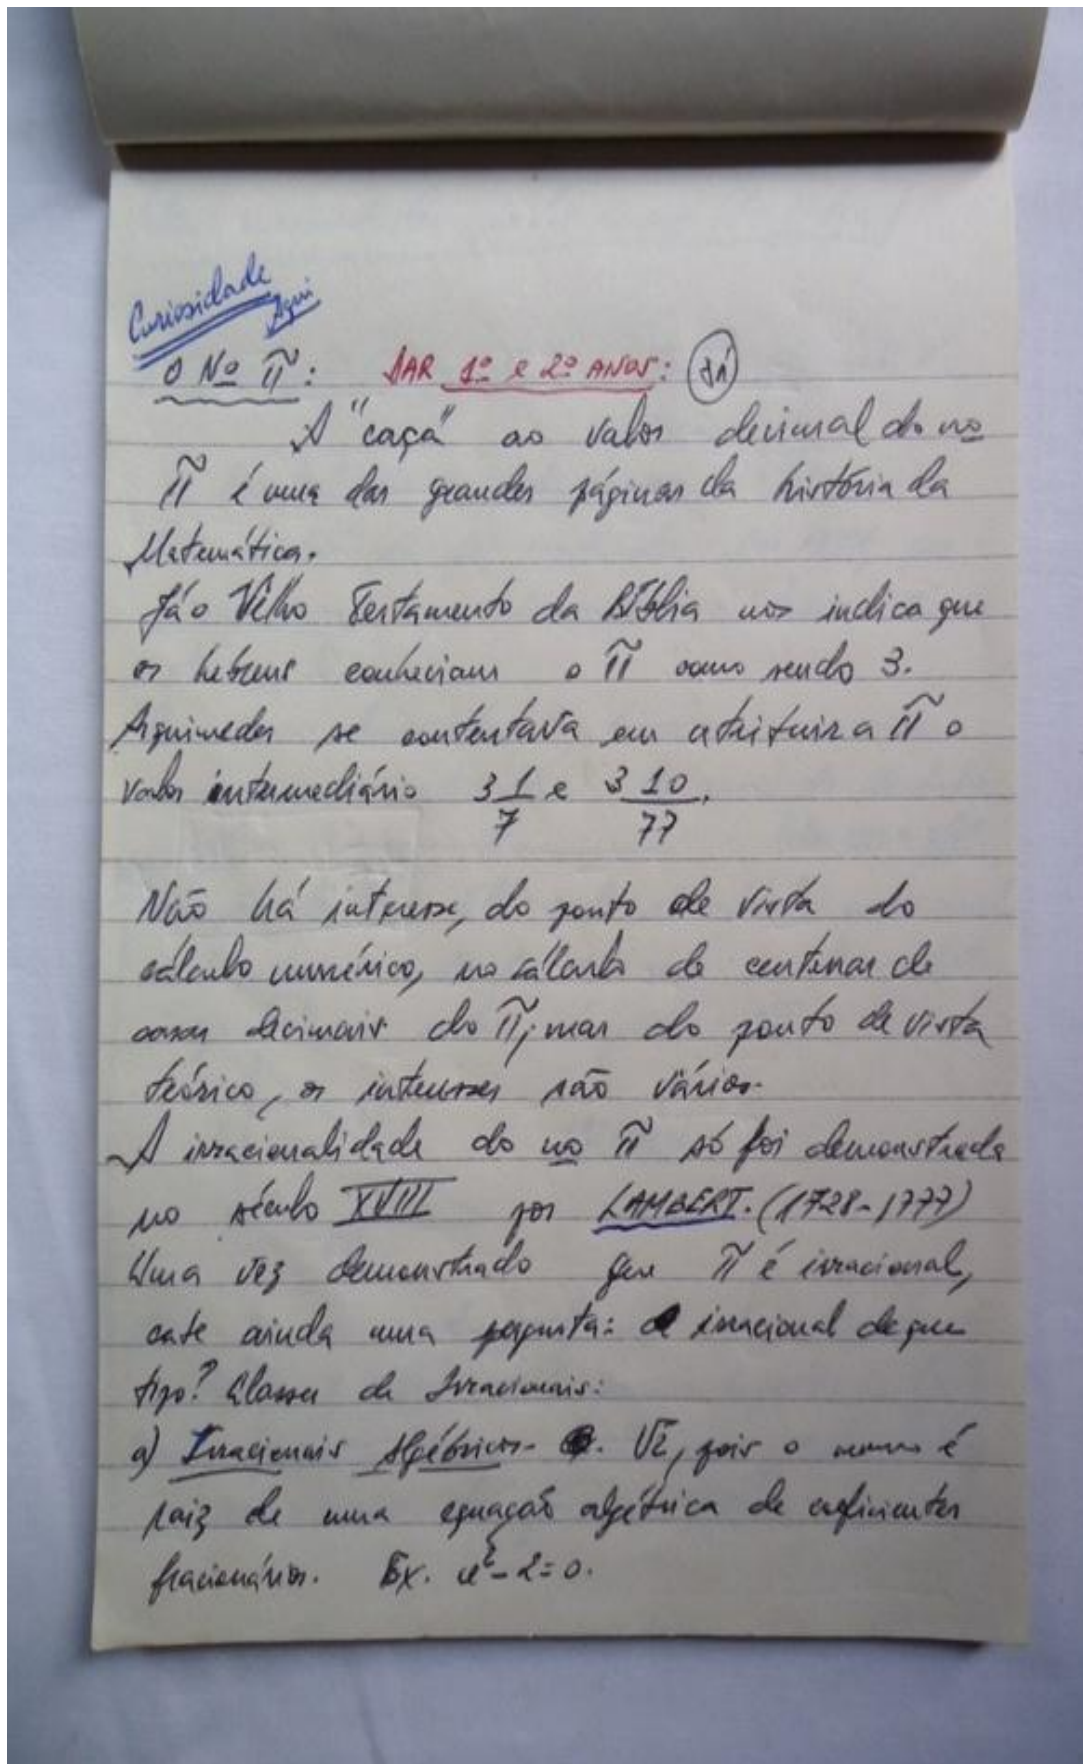 Curiosidade
Aqui
O Nº π: DAR 1º e 2º ANOS: Já
A "caça" ao valor decimal do no
π é uma das grandes páginas da história da
Matemática.
Já o Velho Testamento da Bíblia nos indica que
os hebreus conheciam o π como sendo 3.
Arquimedes se contentava em atribuir a π o
valor intermediário 3 1/7 e 3 10/77.
Não há interesse, do ponto de vista do
cálculo numérico, no cálculo de centenas de
casas decimais do π, mas do ponto de vista
teórico, os interesses são vários.
A irracionalidade do no π só foi demonstrada
no século XVIII por LAMBERT. (1728-1777)
Uma vez demonstrado que π é irracional,
cabe ainda uma pergunta: irracional de que
tipo? Classes de Irracionais:
a) Irracionais Algébricos- √2, pois o mesmo é
raiz de uma equação algébrica de coeficientes
fracionários. Ex. x²-2=0.